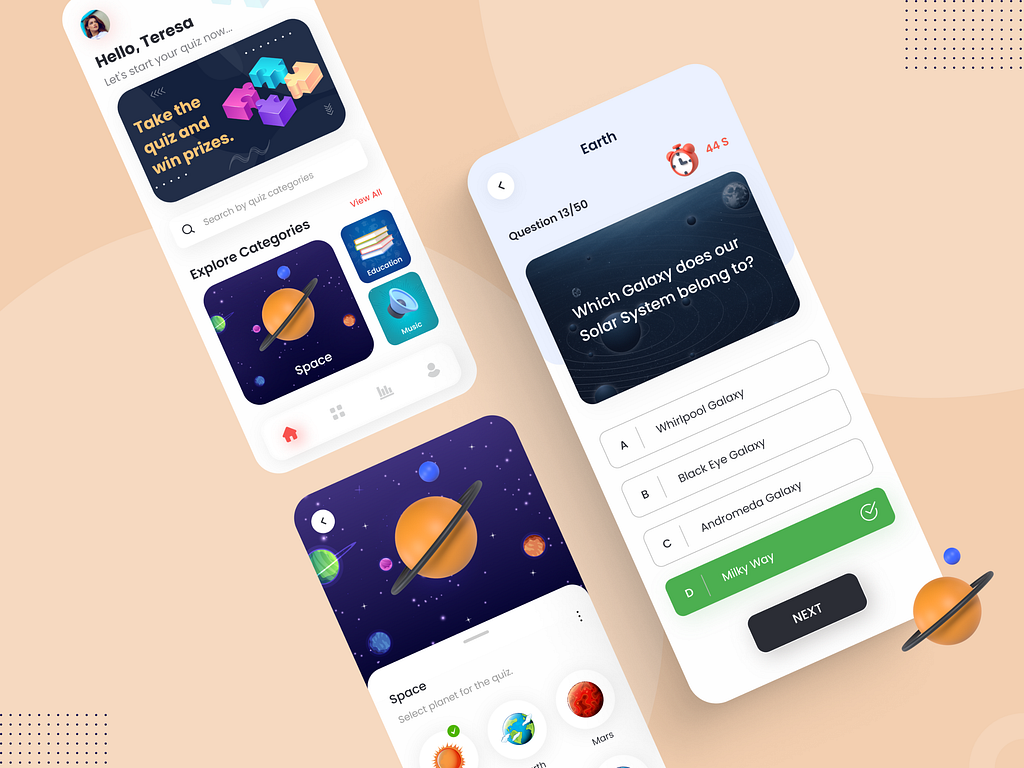 Hello, Teresa
Let's start your quiz now...
Take the
quiz and
win prizes.
Search by quiz categories
Explore Categories
View All
Space
Education
Music
Space
Select planet for the quiz.
Mars
Earth
44 S
Question 13/50
Which Galaxy does our
Solar System belong to?
A Whirlpool Galaxy
B Black Eye Galaxy
C Andromeda Galaxy
D Milky Way
NEXT